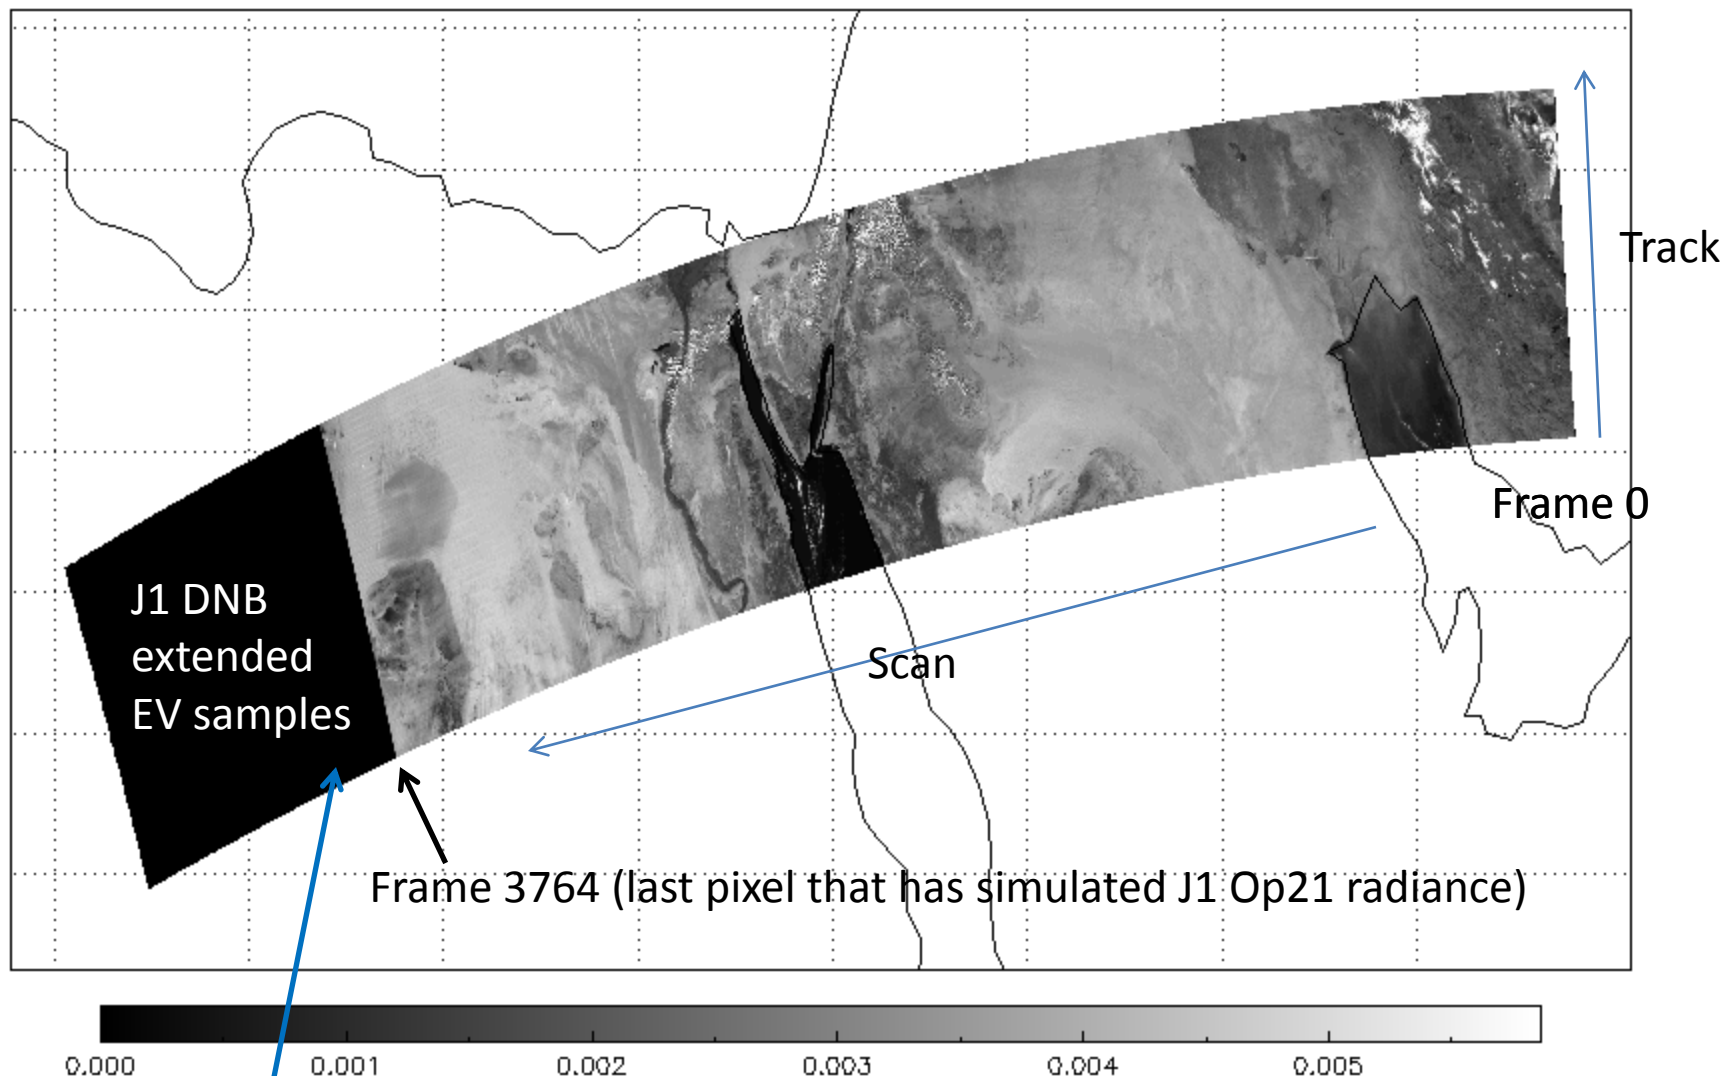 Track
Frame 0
J1 DNB
extended
EV samples
Scan
Frame 3764 (last pixel that has simulated J1 Op21 radiance)
0.000 0.001 0.002 0.003 0.004 0.005